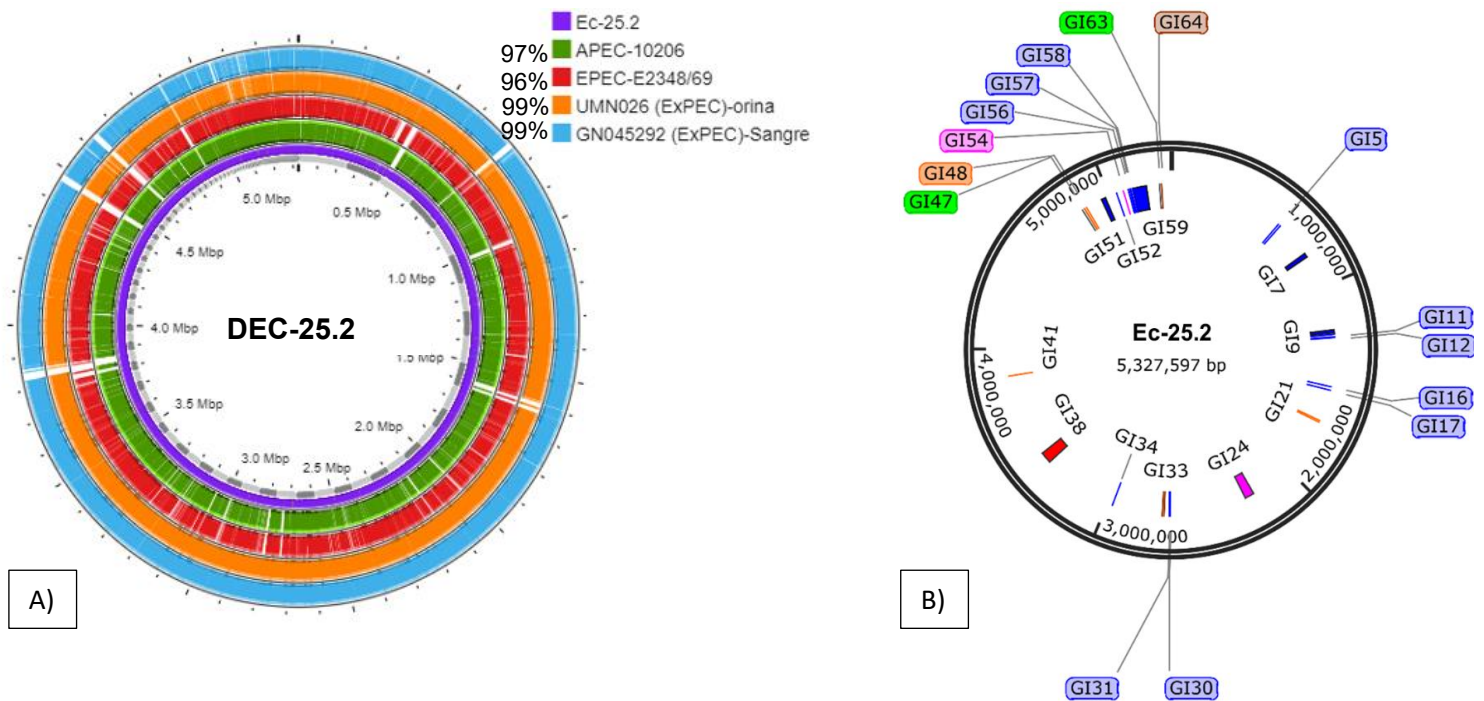 Ec-25.2
97% APEC-10206
96% EPEC-E2348/69
99% UMN026 (ExPEC)-orina
99% GN045292 (ExPEC)-Sangre
5.0 Mbp
0.5 Mbp
4.5 Mbp
1.0 Mbp
4.0 Mbp
DEC-25.2
1.5 Mbp
3.5 Mbp
2.0 Mbp
3.0 Mbp
2.5 Mbp
A)
GI63
GI64
GI58
GI57
GI56
GI54
GI48
GI47
GI5
5,000,000
1,000,000
GI51
GI52
GI59
GI7
GI11
GI12
GI9
Ec-25.2
5,327,597 bp
GI41
4,000,000
GI16
GI17
GI21
2,000,000
GI38
GI34
GI33
GI24
3,000,000
B)
GI31
GI30